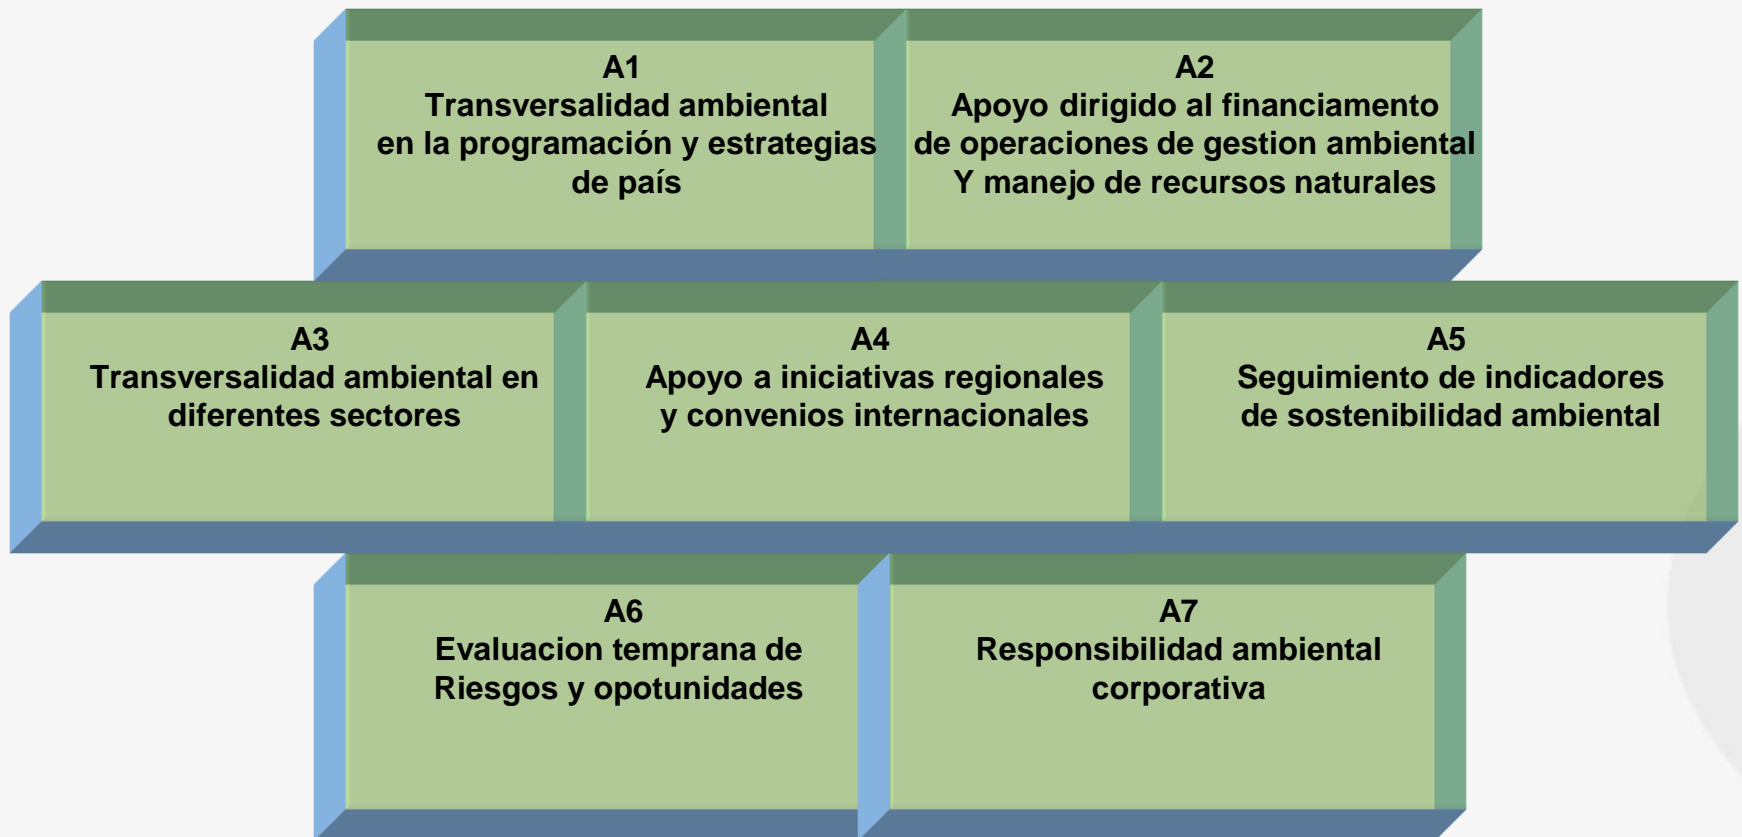 A1
Transversalidad ambiental
en la programación y estrategias
de país
A2
Apoyo dirigido al financiamento
de operaciones de gestion ambiental
Y manejo de recursos naturales
A3
Transversalidad ambiental en
diferentes sectores
A4
Apoyo a iniciativas regionales
y convenios internacionales
A5
Seguimiento de indicadores
de sostenibilidad ambiental
A6
Evaluacion temprana de
Riesgos y opotunidades
A7
Responsibilidad ambiental
corporativa